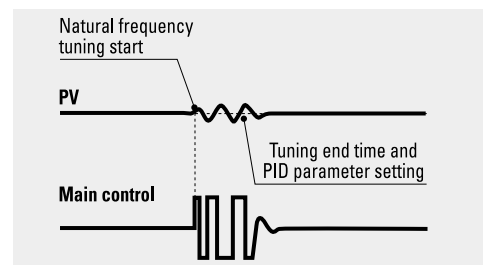 Natural frequency
tuning start
PV
Tuning end time and
PID parameter setting
Main control